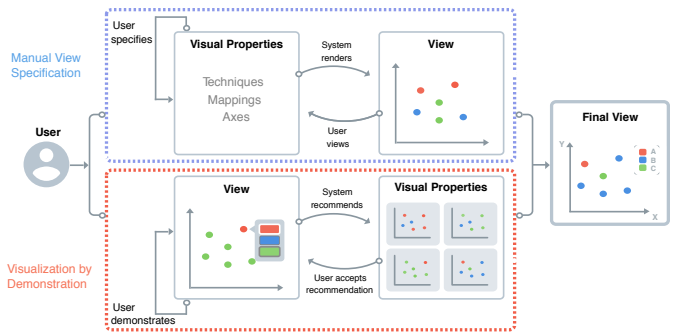 User
specifies
Visual Properties
System
renders
View
Manual View
Specification
Techniques
Mappings
Axes
User
views
Final View
User
Y
A
B
C
X
View
System
recommends
Visual Properties
Visualization by
Demonstration
User accepts
recommendation
User
demonstrates